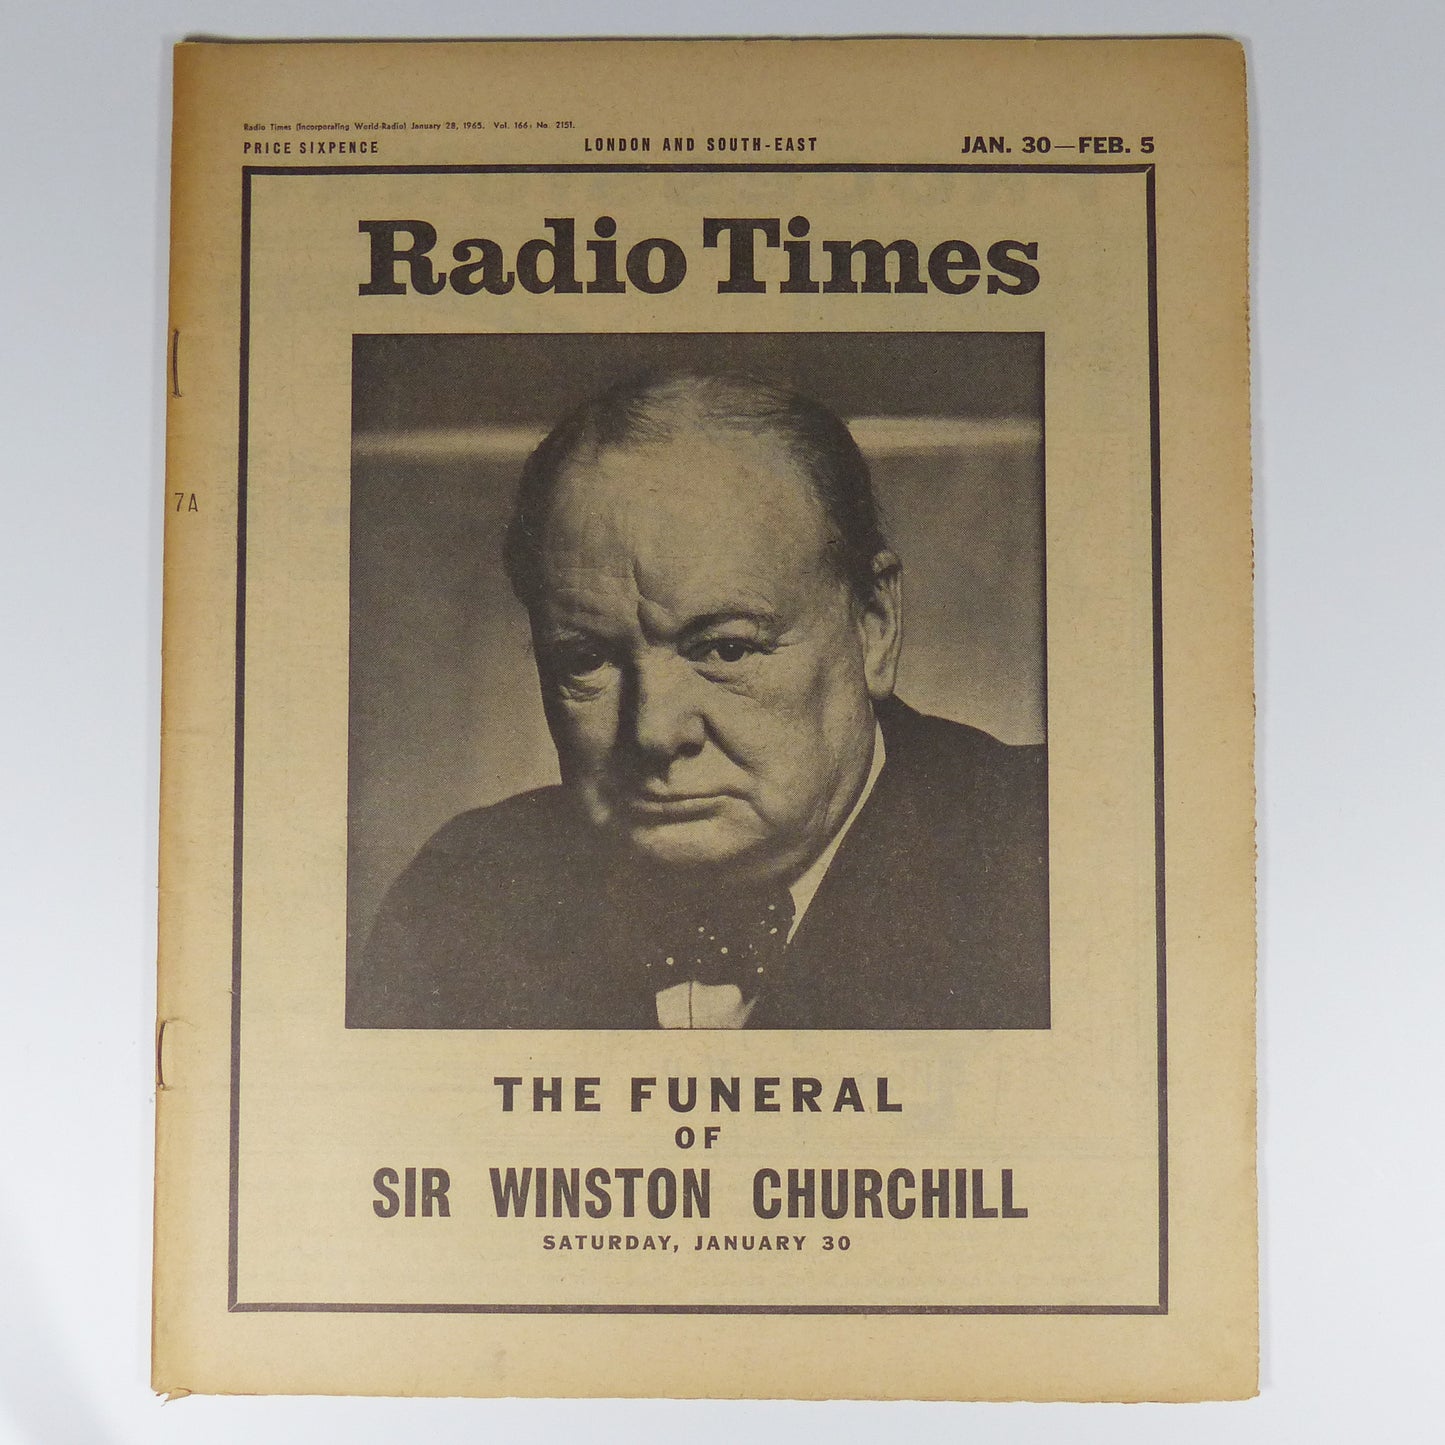 Radio Times (Incorporating World-Radio) January 28, 1965. Vol. 166: No. 2151.
PRICE SIXPENCE LONDON AND SOUTH-EAST JAN. 30—FEB. 5
Radio Times
7A
THE FUNERAL
OF
SIR WINSTON CHURCHILL
SATURDAY, JANUARY 30